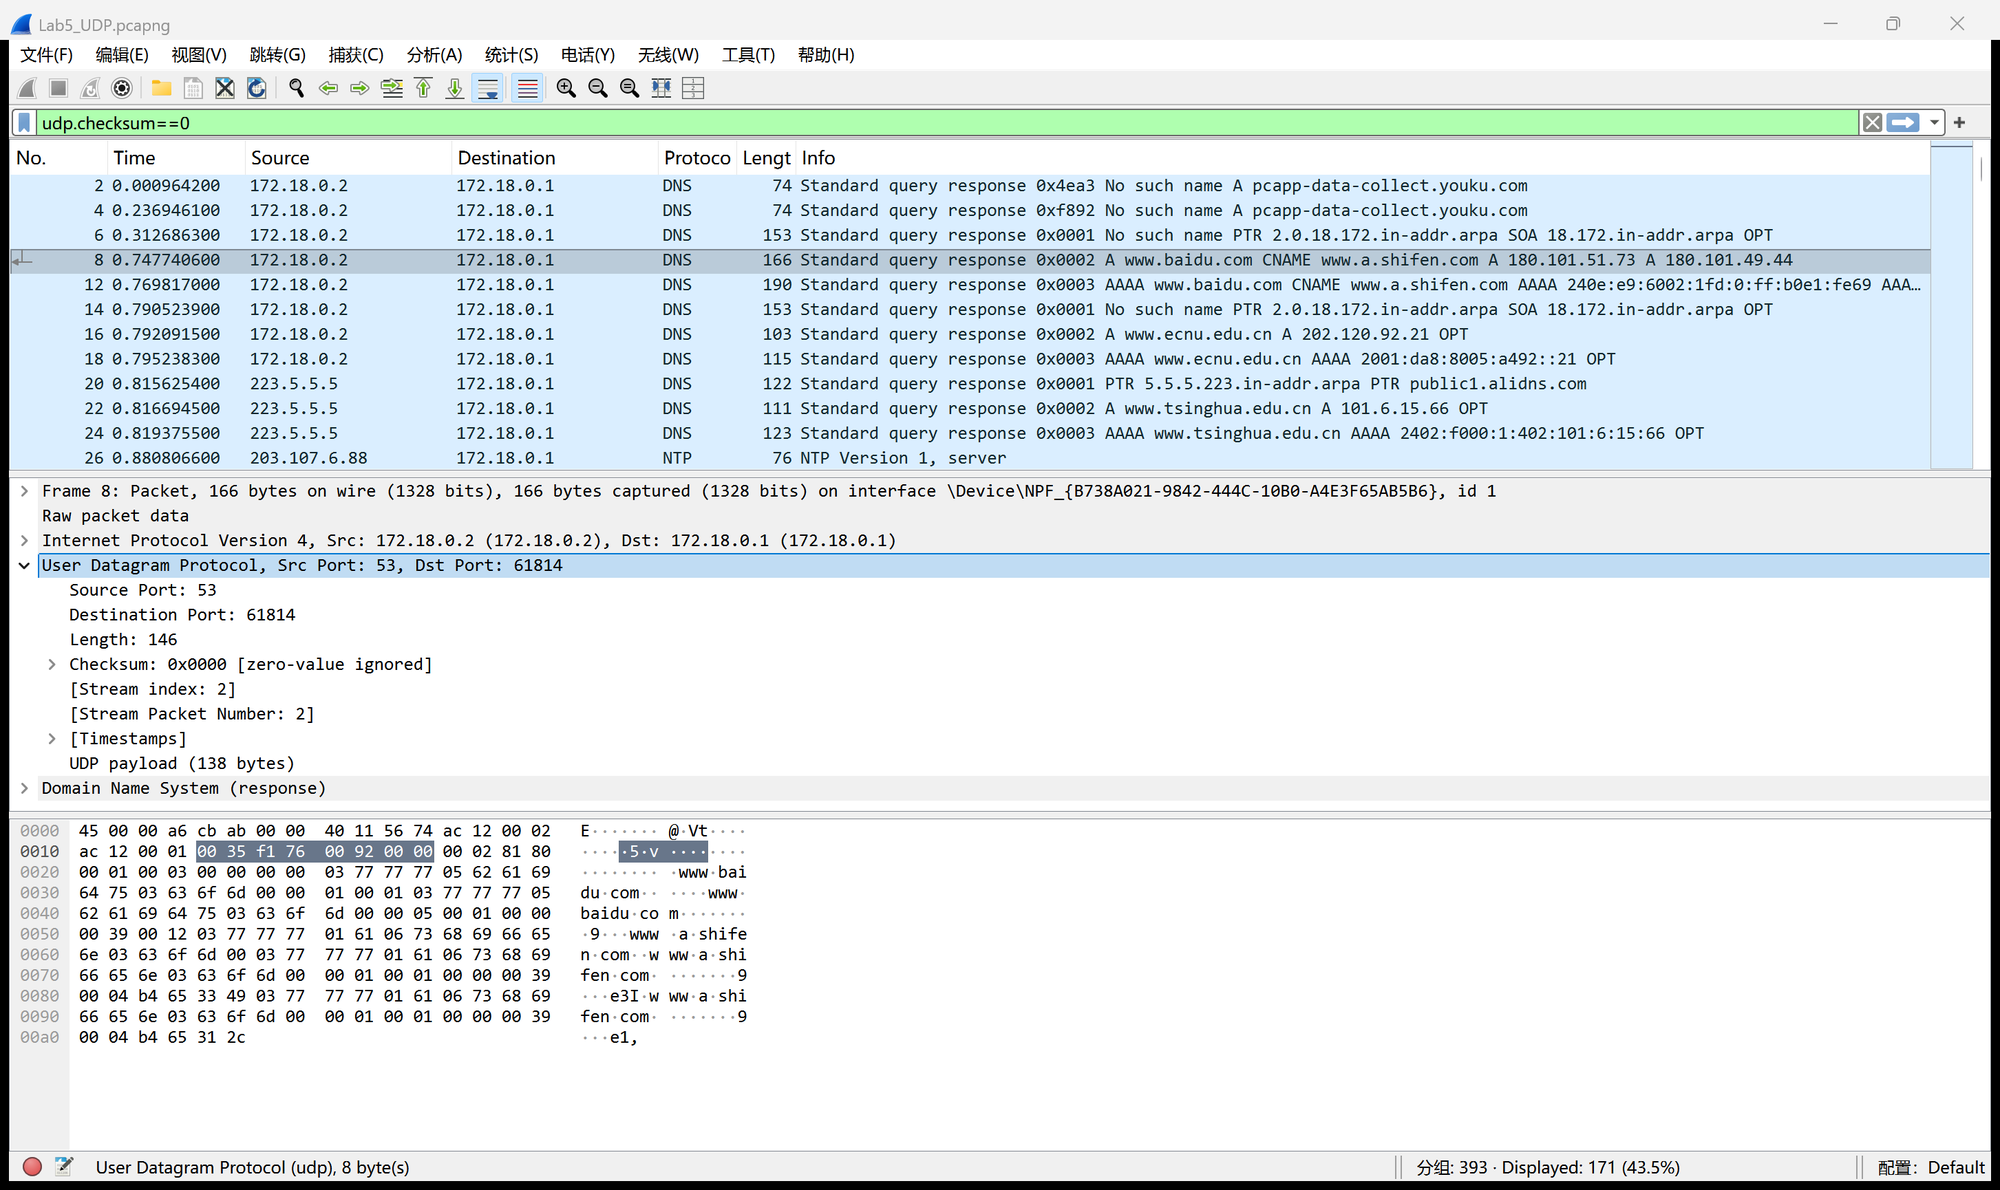 Lab5_UDP.pcapng
文件(F) 编辑(E) 视图(V) 跳转(G) 捕获(C) 分析(A) 统计(S) 电话(Y) 无线(W) 工具(T) 帮助(H)
udp.checksum==0
No. Time Source Destination Protoco Lengt Info
2 0.000964200 172.18.0.2 172.18.0.1 DNS 74 Standard query response 0x4ea3 No such name A pcapp-data-collect.youku.com
4 0.236946100 172.18.0.2 172.18.0.1 DNS 74 Standard query response 0xf892 No such name A pcapp-data-collect.youku.com
6 0.312686300 172.18.0.2 172.18.0.1 DNS 153 Standard query response 0x0001 No such name PTR 2.0.18.172.in-addr.arpa SOA 18.172.in-addr.arpa OPT
8 0.747740600 172.18.0.2 172.18.0.1 DNS 166 Standard query response 0x0002 A www.baidu.com CNAME www.a.shifen.com A 180.101.51.73 A 180.101.49.44
12 0.769817000 172.18.0.2 172.18.0.1 DNS 190 Standard query response 0x0003 AAAA www.baidu.com CNAME www.a.shifen.com AAAA 240e:e9:6002:1fd:0:ff:b0e1:fe69 AAA…
14 0.790523900 172.18.0.2 172.18.0.1 DNS 153 Standard query response 0x0001 No such name PTR 2.0.18.172.in-addr.arpa SOA 18.172.in-addr.arpa OPT
16 0.792091500 172.18.0.2 172.18.0.1 DNS 103 Standard query response 0x0002 A www.ecnu.edu.cn A 202.120.92.21 OPT
18 0.795238300 172.18.0.2 172.18.0.1 DNS 115 Standard query response 0x0003 AAAA www.ecnu.edu.cn AAAA 2001:da8:8005:a492::21 OPT
20 0.815625400 223.5.5.5 172.18.0.1 DNS 122 Standard query response 0x0001 PTR 5.5.5.223.in-addr.arpa PTR public1.alidns.com
22 0.816694500 223.5.5.5 172.18.0.1 DNS 111 Standard query response 0x0002 A www.tsinghua.edu.cn A 101.6.15.66 OPT
24 0.819375500 223.5.5.5 172.18.0.1 DNS 123 Standard query response 0x0003 AAAA www.tsinghua.edu.cn AAAA 2402:f000:1:402:101:6:15:66 OPT
26 0.880806600 203.107.6.88 172.18.0.1 NTP 76 NTP Version 1, server
Frame 8: Packet, 166 bytes on wire (1328 bits), 166 bytes captured (1328 bits) on interface \Device\NPF_{B738A021-9842-444C-10B0-A4E3F65AB5B6}, id 1
Raw packet data
Internet Protocol Version 4, Src: 172.18.0.2 (172.18.0.2), Dst: 172.18.0.1 (172.18.0.1)
User Datagram Protocol, Src Port: 53, Dst Port: 61814
Source Port: 53
Destination Port: 61814
Length: 146
Checksum: 0x0000 [zero-value ignored]
[Stream index: 2]
[Stream Packet Number: 2]
[Timestamps]
UDP payload (138 bytes)
Domain Name System (response)
0000 45 00 00 a6 cb ab 00 00 40 11 56 74 ac 12 00 02 E······· @·Vt····
0010 ac 12 00 01 00 35 f1 76 00 92 00 00 00 02 81 80 ·····5·v ········
0020 00 01 00 03 00 00 00 00 03 77 77 77 05 62 61 69 ········ ·www·bai
0030 64 75 03 63 6f 6d 00 00 01 00 01 03 77 77 77 05 du·com·· ····www·
0040 62 61 69 64 75 03 63 6f 6d 00 00 05 00 01 00 00 baidu·co m·······
0050 00 39 00 12 03 77 77 77 01 61 06 73 68 69 66 65 ·9···www ·a·shife
0060 6e 03 63 6f 6d 00 03 77 77 77 01 61 06 73 68 69 n·com··w ww·a·shi
0070 66 65 6e 03 63 6f 6d 00 00 01 00 01 00 00 00 39 fen·com· ·······9
0080 00 04 b4 65 33 49 03 77 77 77 01 61 06 73 68 69 ···e3I·w ww·a·shi
0090 66 65 6e 03 63 6f 6d 00 00 01 00 01 00 00 00 39 fen·com· ·······9
00a0 00 04 b4 65 31 2c ···e1,
User Datagram Protocol (udp), 8 byte(s) 分组: 393 · Displayed: 171 (43.5%) 配置: Default